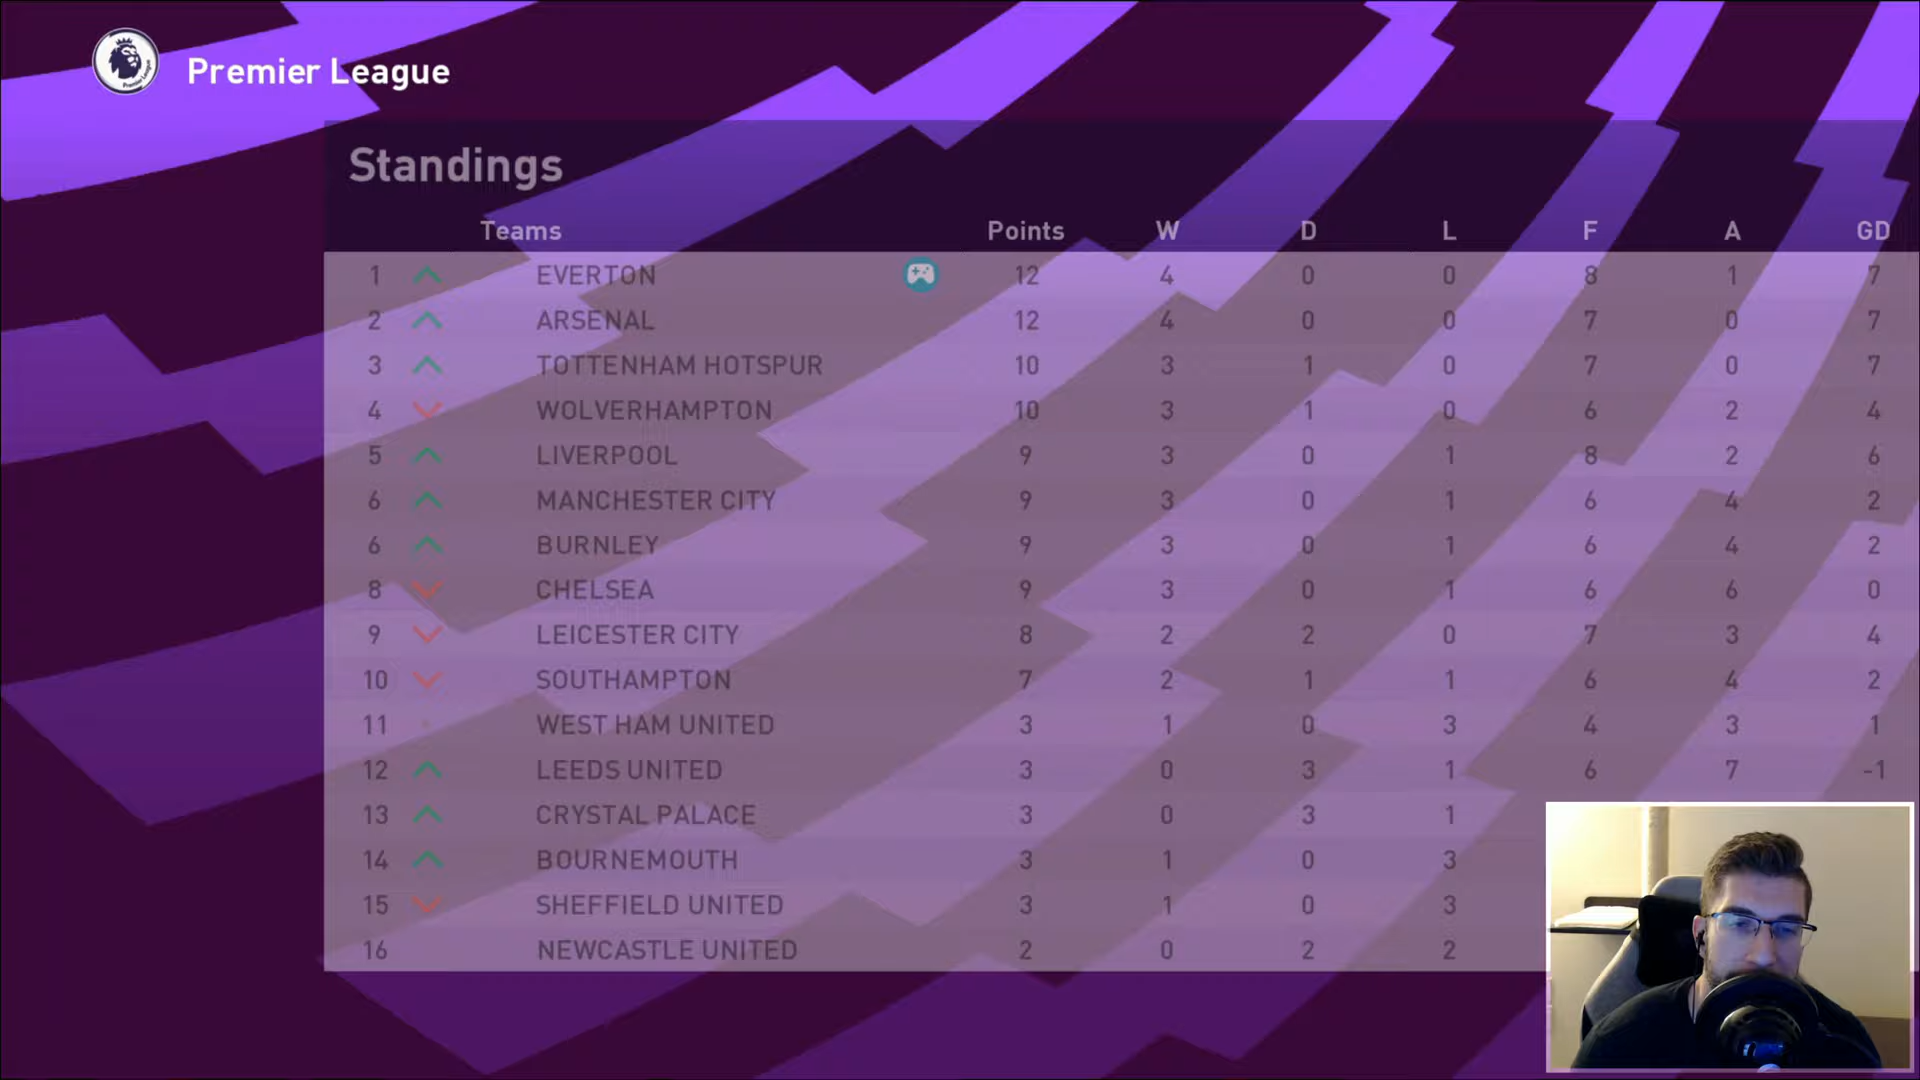 Premier League
Standings
Teams Points W D L F A GD
1 EVERTON 12 4 0 0 8 1 7
2 ARSENAL 12 4 0 0 7 0 7
3 TOTTENHAM HOTSPUR 10 3 1 0 7 0 7
4 WOLVERHAMPTON 10 3 1 0 6 2 4
5 LIVERPOOL 9 3 0 1 8 2 6
6 MANCHESTER CITY 9 3 0 1 6 4 2
6 BURNLEY 9 3 0 1 6 4 2
8 CHELSEA 9 3 0 1 6 6 0
9 LEICESTER CITY 8 2 2 0 7 3 4
10 SOUTHAMPTON 7 2 1 1 6 4 2
11 WEST HAM UNITED 3 1 0 3 4 3 1
12 LEEDS UNITED 3 0 3 1 6 7 -1
13 CRYSTAL PALACE 3 0 3 1
14 BOURNEMOUTH 3 1 0 3
15 SHEFFIELD UNITED 3 1 0 3
16 NEWCASTLE UNITED 2 0 2 2